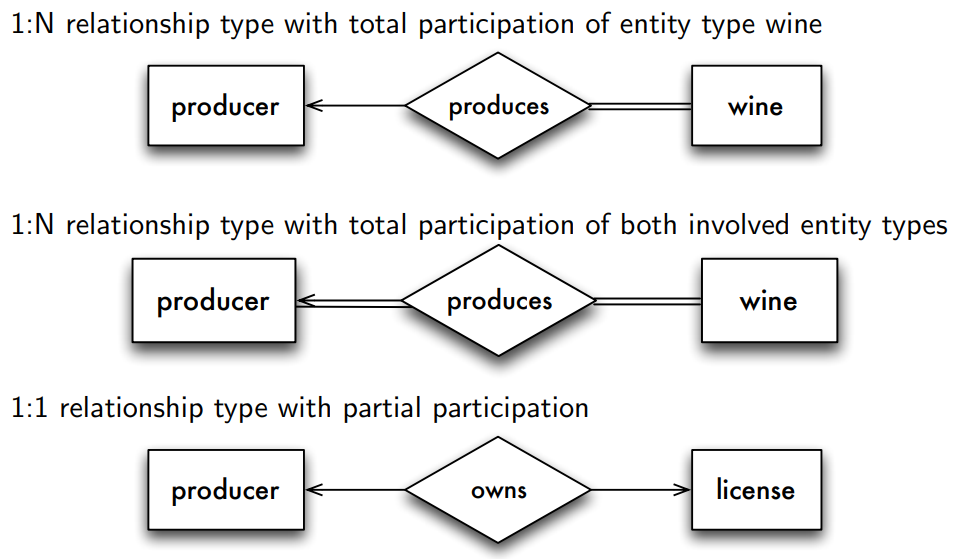 1:N relationship type with total participation of entity type wine
producer produces wine
1:N relationship type with total participation of both involved entity types
producer produces wine
1:1 relationship type with partial participation
producer owns license